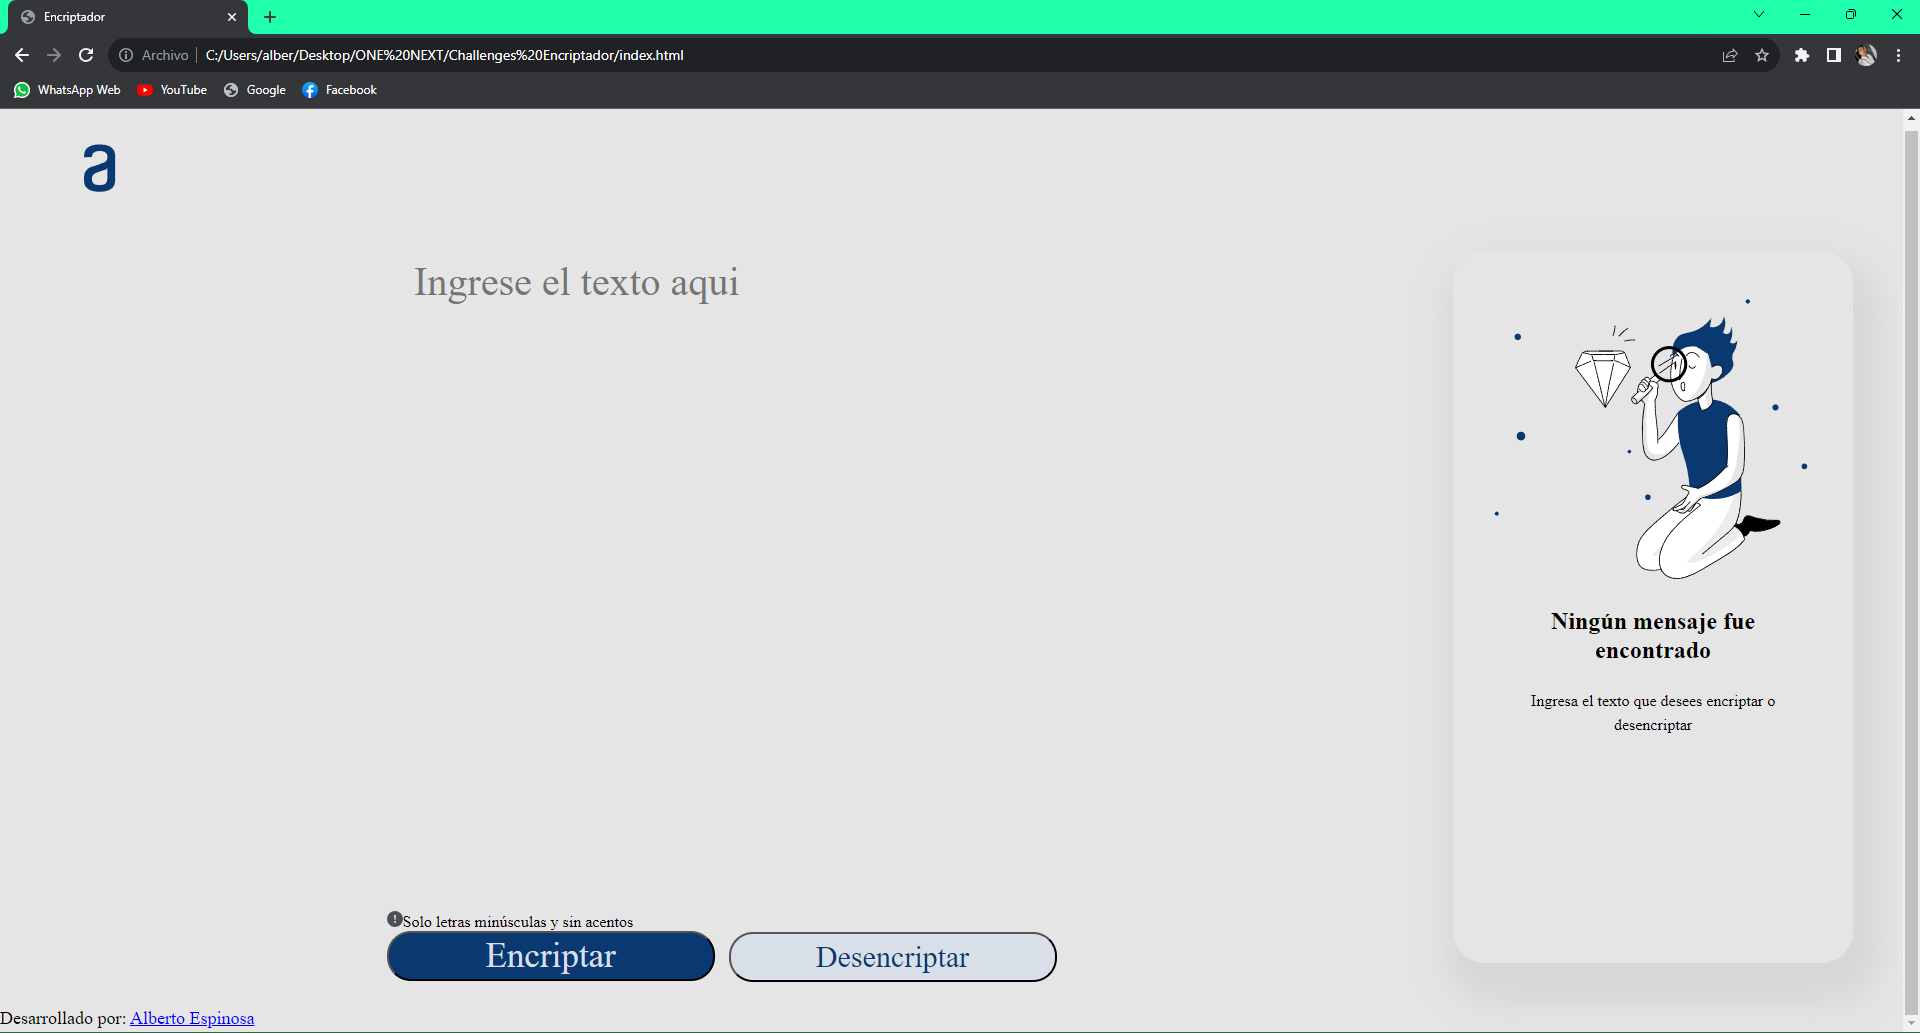 Encriptador
Archivo
C:/Users/alber/Desktop/ONE%20NEXT/Challenges%20Encriptador/index.html
WhatsApp Web
YouTube
Google
Facebook
a
Ingrese el texto aqui
Ningún mensaje fue
encontrado
Ingresa el texto que desees encriptar o
desencriptar
Solo letras minúsculas y sin acentos
Encriptar
Desencriptar
Desarrollado por: Alberto Espinosa